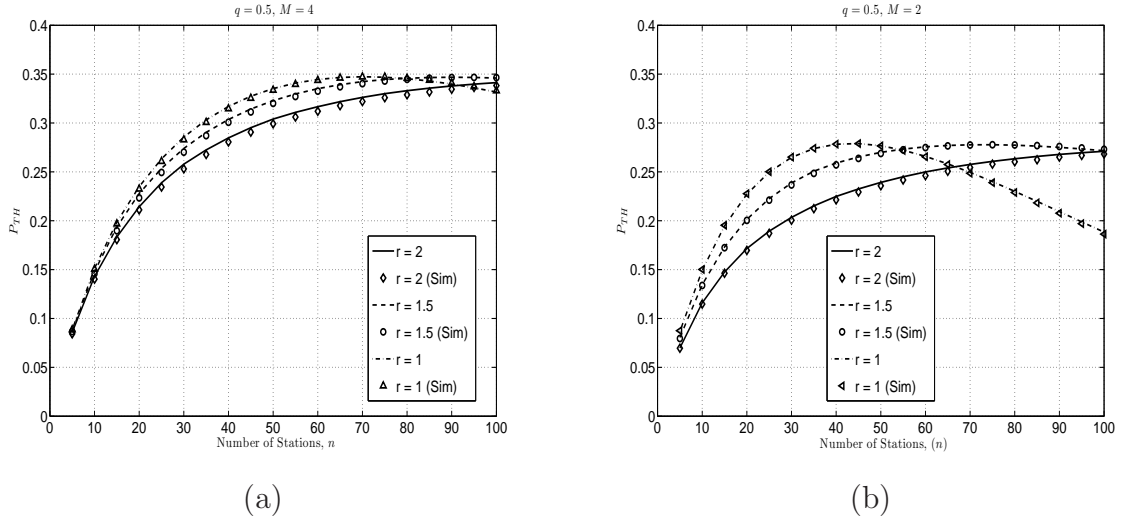 q = 0.5, M = 4
0.4
0.35
0.3
0.25
0.2
0.15
0.1
0.05
0
P_TH
r = 2
r = 2 (Sim)
r = 1.5
r = 1.5 (Sim)
r = 1
r = 1 (Sim)
0 10 20 30 40 50 60 70 80 90 100
Number of Stations, n
(a)
q = 0.5, M = 2
0.4
0.35
0.3
0.25
0.2
0.15
0.1
0.05
0
P_TH
r = 2
r = 2 (Sim)
r = 1.5
r = 1.5 (Sim)
r = 1
r = 1 (Sim)
0 10 20 30 40 50 60 70 80 90 100
Number of Stations, (n)
(b)